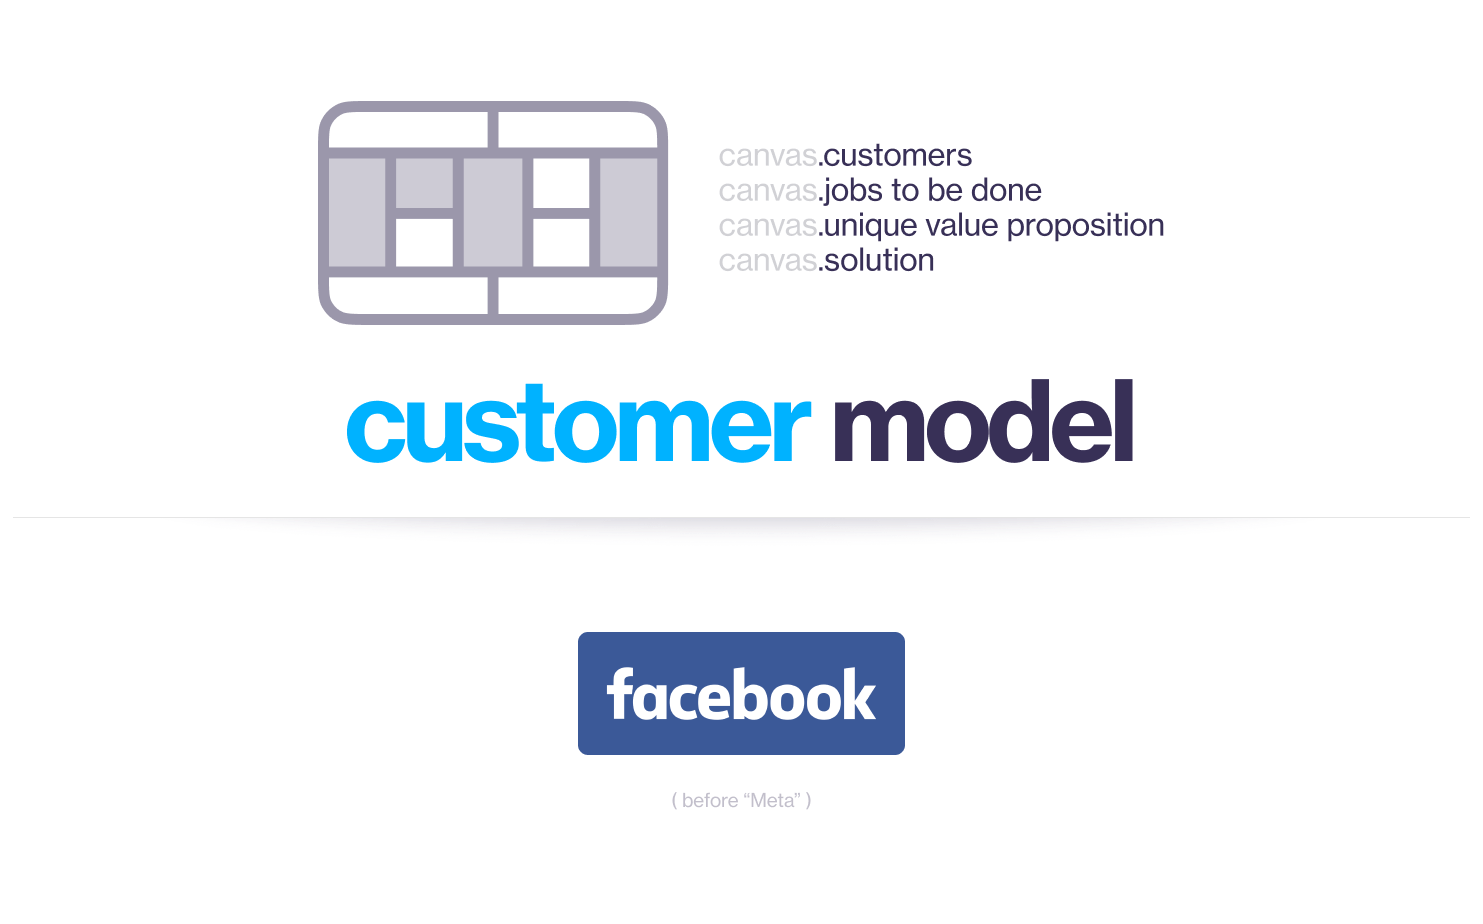 canvas.customers
canvas.jobs to be done
canvas.unique value proposition
canvas.solution
customer model
facebook
( before “Meta” )